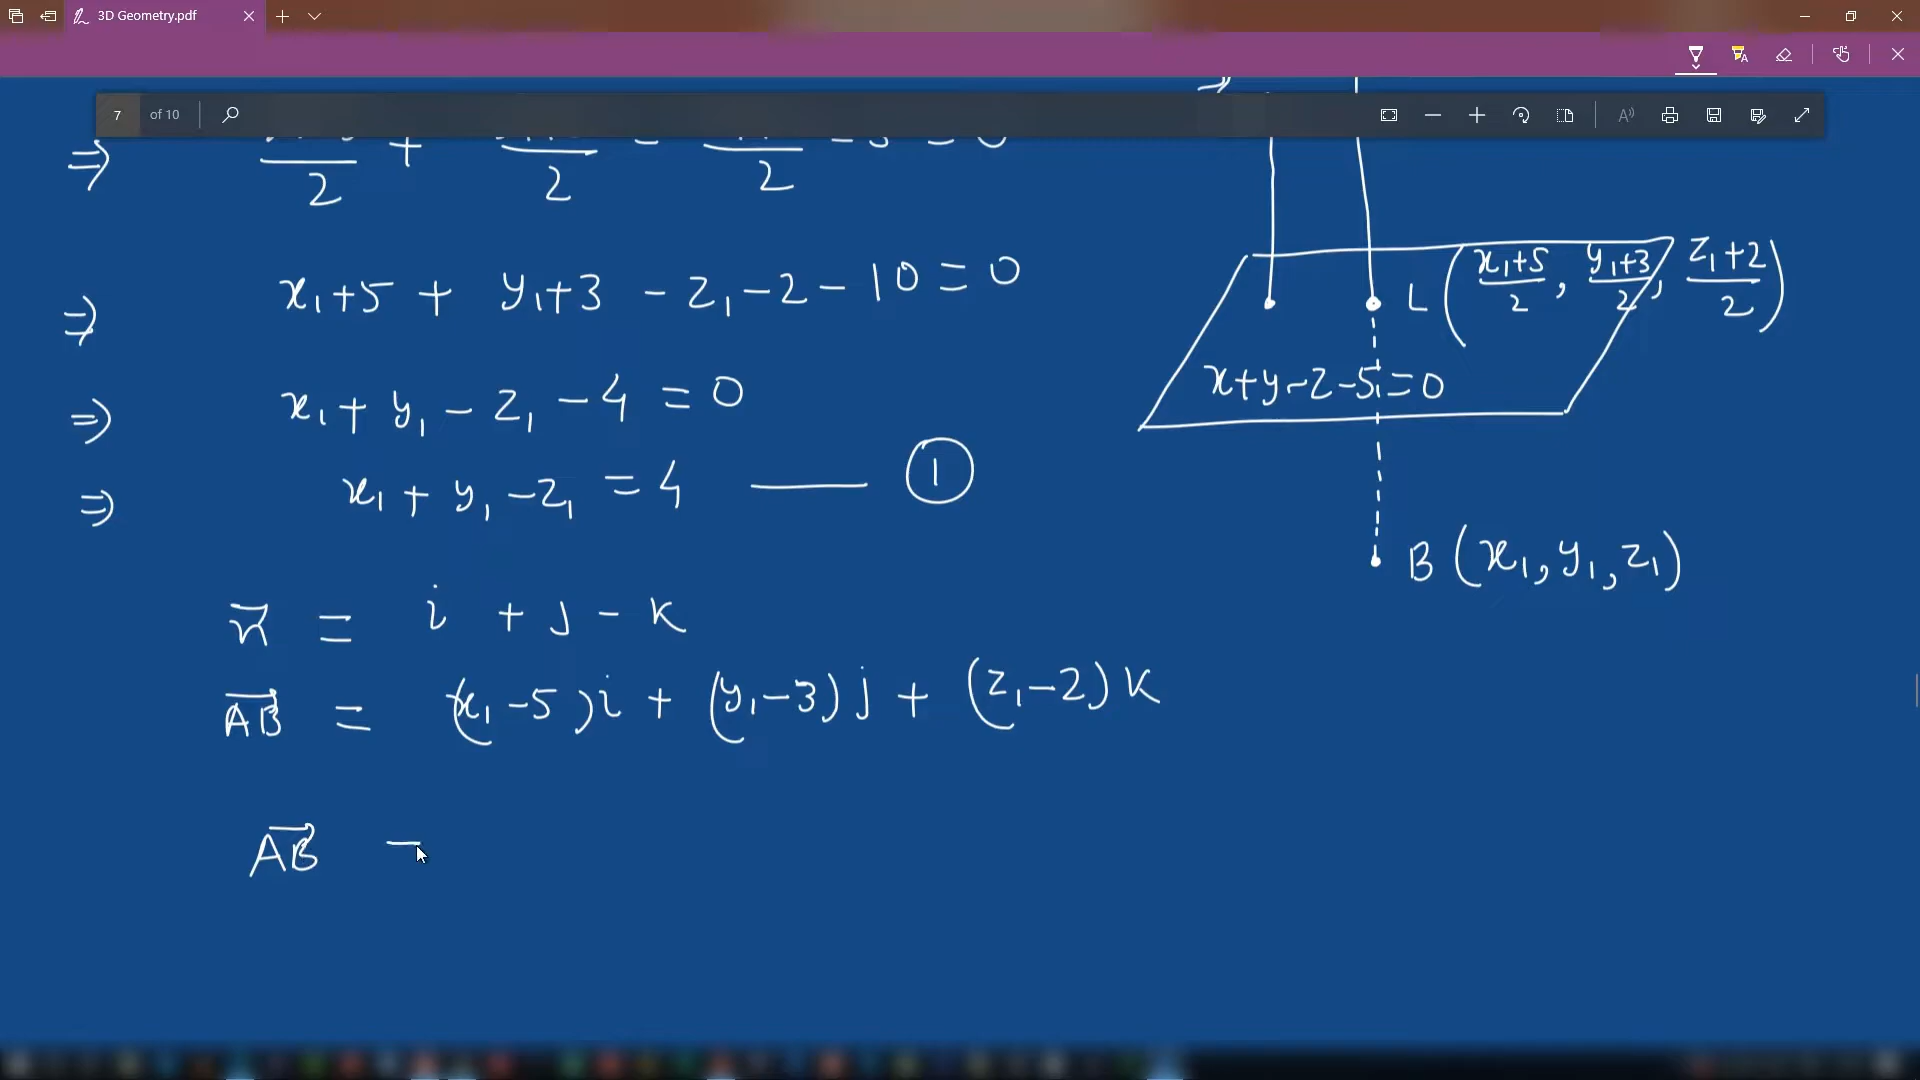 3D Geometry.pdf
7 of 10
⇒ 2 + 2 - 2 - 5 = 0
⇒ x₁+5 + y₁+3 - z₁-2 - 10 = 0
⇒ x₁ + y₁ - z₁ - 4 = 0
⇒ x₁ + y₁ - z₁ = 4 —— ①
n⃗ = i + j - k
A⃗B⃗ = (x₁-5)i + (y₁-3)j + (z₁-2)k
A⃗B⃗
L ((x₁+5)/2, (y₁+3)/2, (z₁+2)/2)
x+y-z-5=0
B (x₁, y₁, z₁)